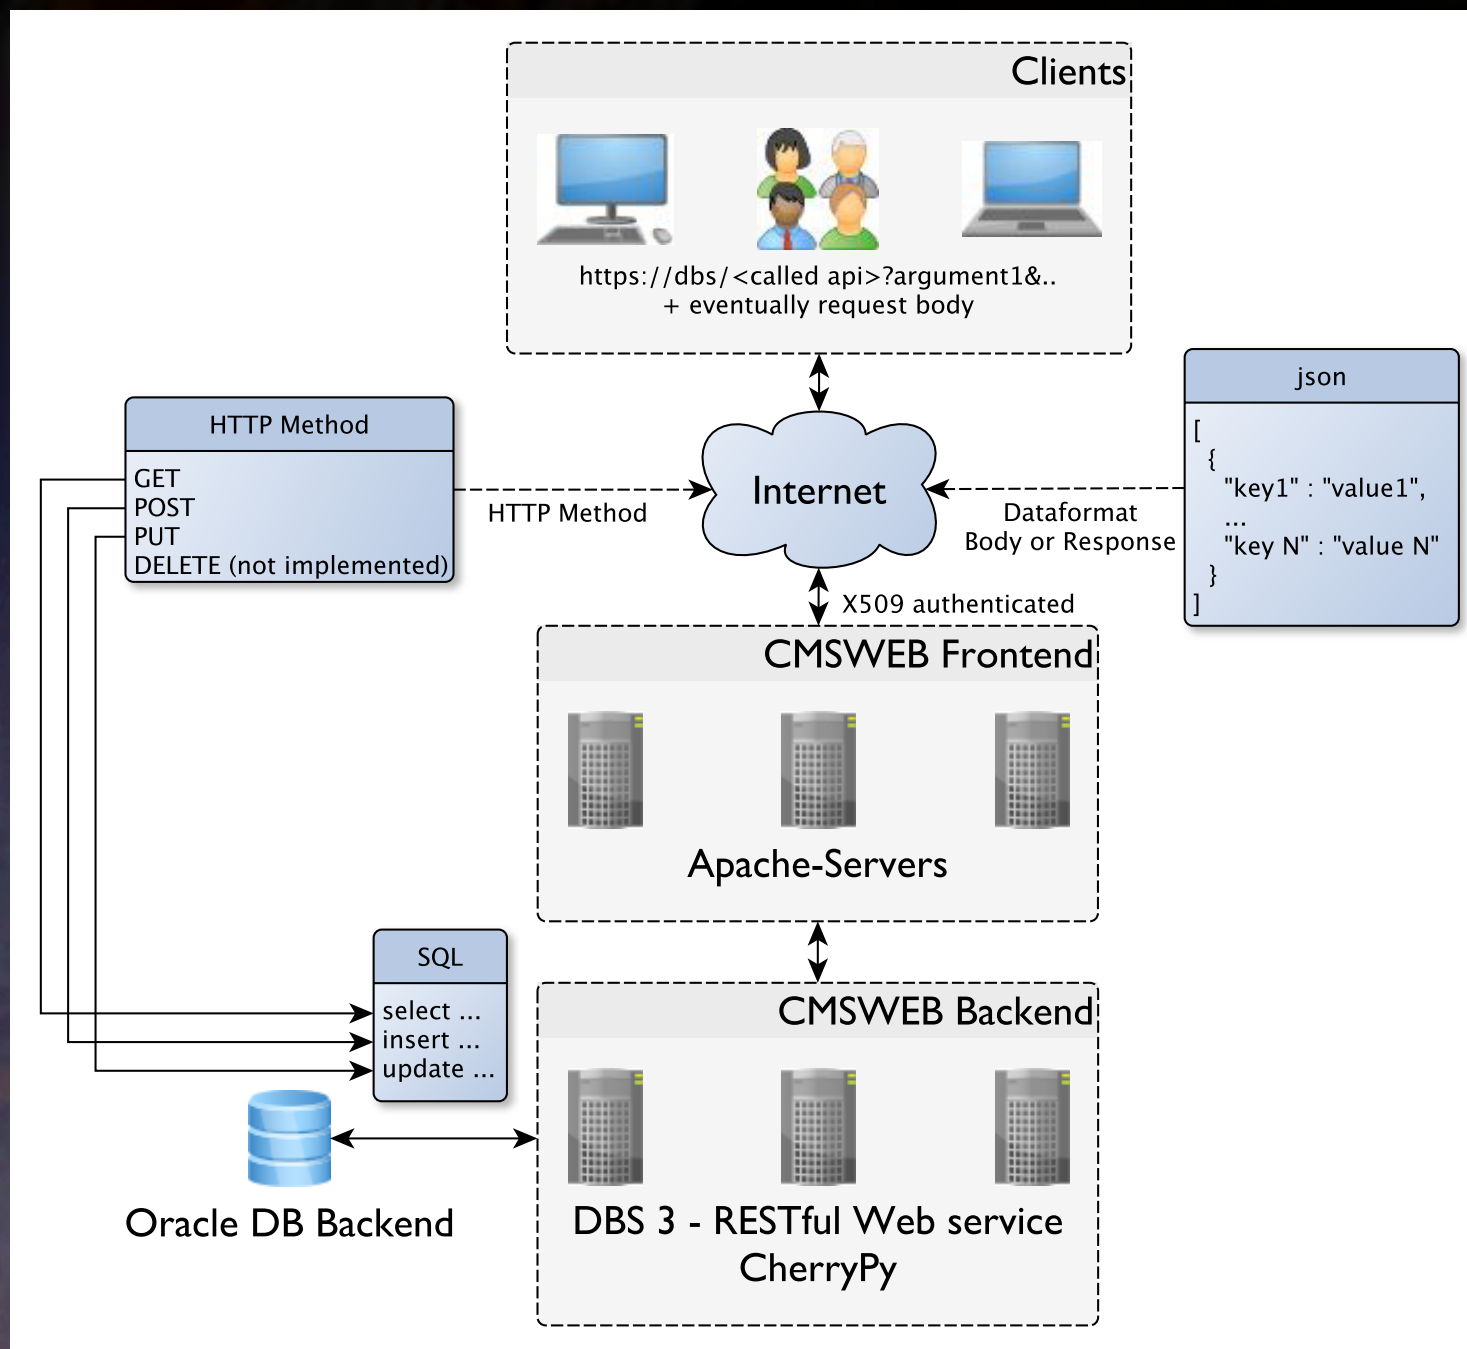 Clients
https://dbs/<called api>?argument1&..
+ eventually request body
HTTP Method
GET
POST
PUT
DELETE (not implemented)
HTTP Method
Internet
Dataformat
Body or Response
json
[
{
"key1" : "value1",
...
"key N" : "value N"
}
]
X509 authenticated
CMSWEB Frontend
Apache-Servers
SQL
select ...
insert ...
update ...
Oracle DB Backend
CMSWEB Backend
DBS 3 - RESTful Web service
CherryPy